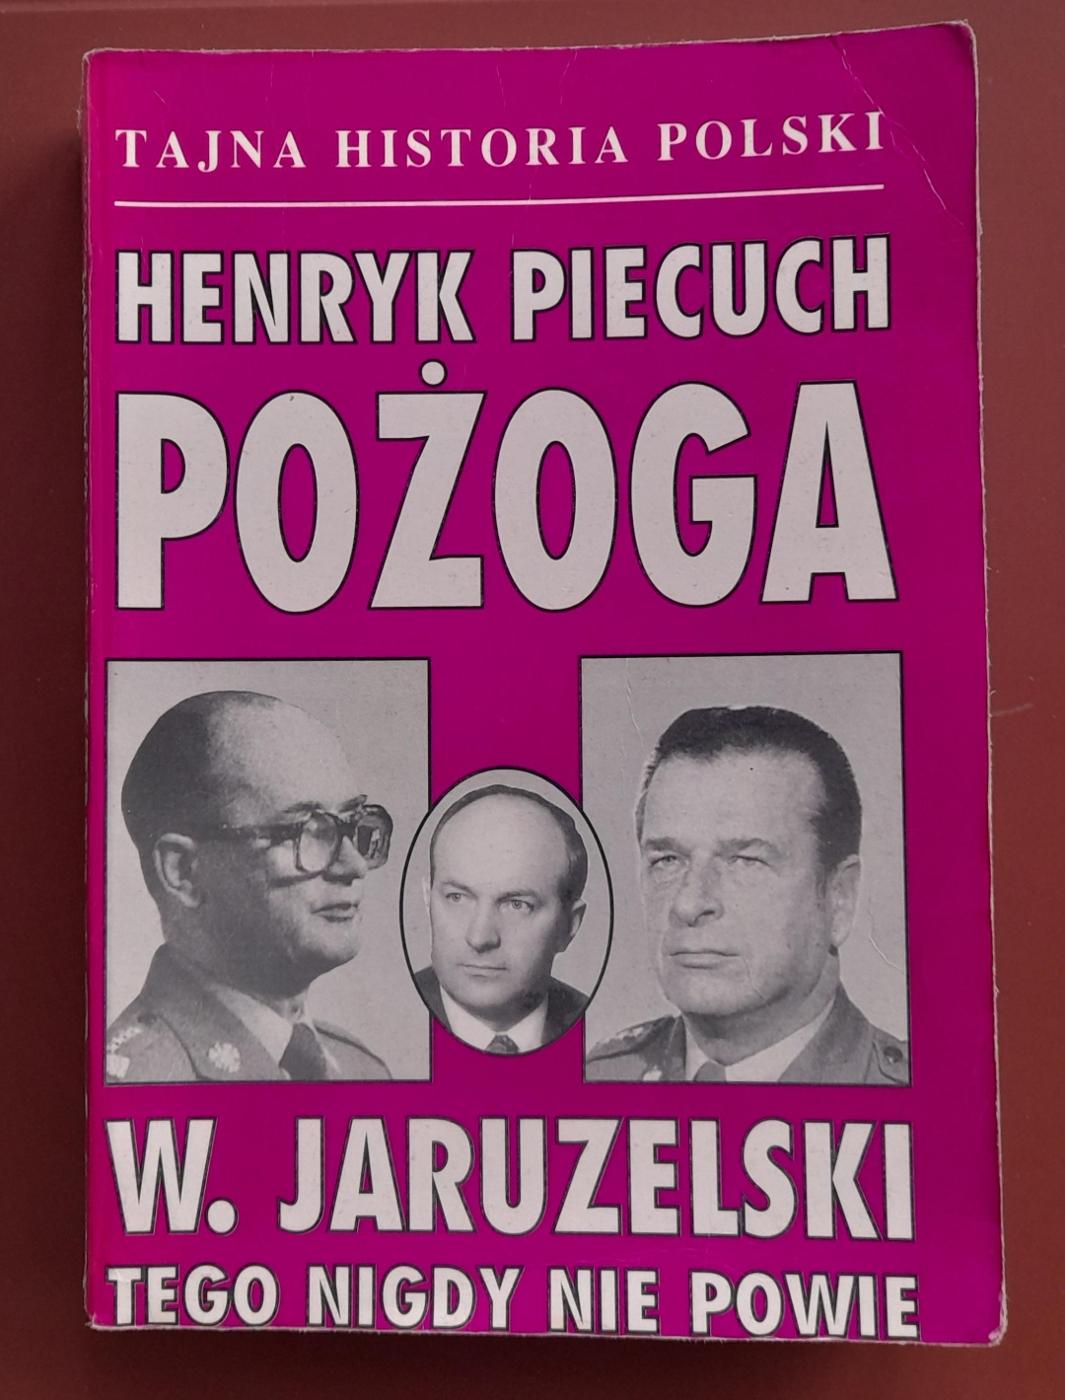 TAJNA HISTORIA POLSKI
HENRYK PIECUCH
POŻOGA
W. JARUZELSKI
TEGO NIGDY NIE POWIE